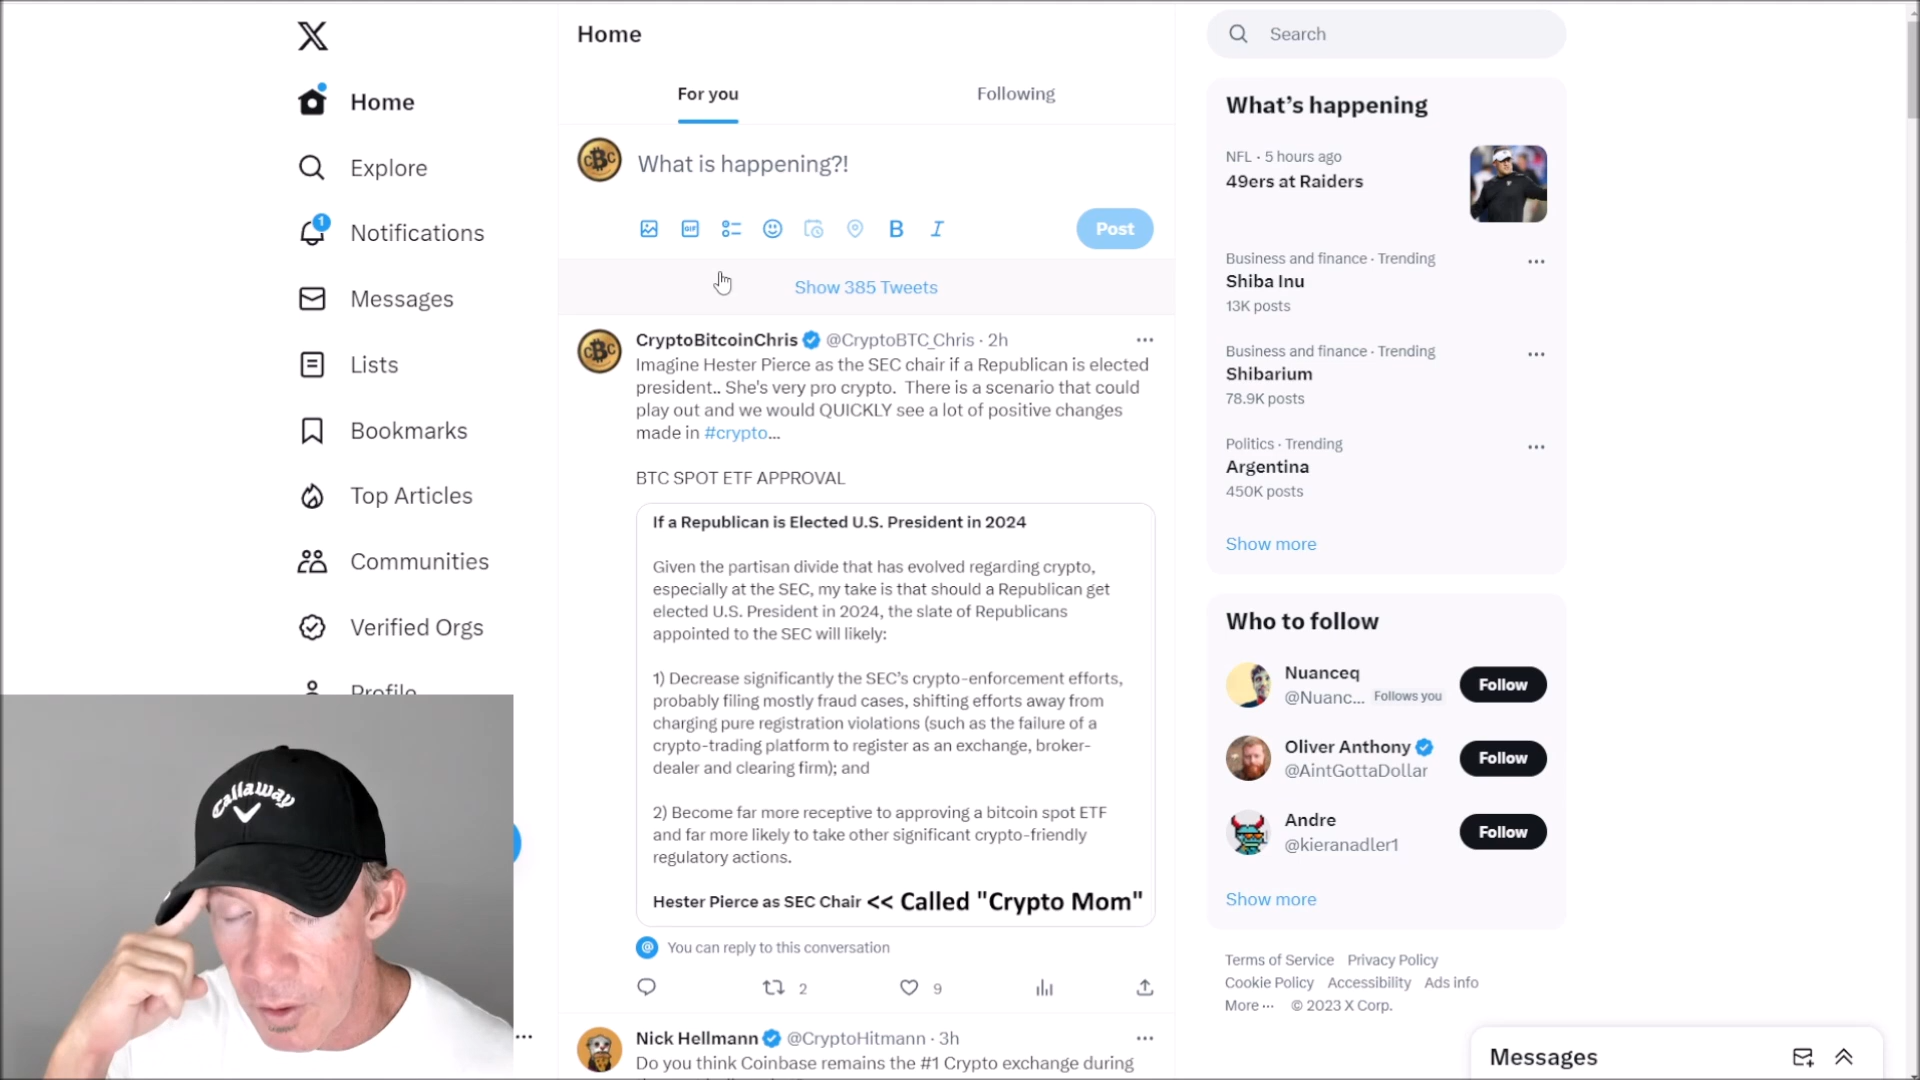 Home
Explore
1
Notifications
Messages
Lists
Bookmarks
Top Articles
Communities
Verified Orgs
Profile
Callaway
Home
For you
Following
CBC
What is happening?!
GIF
B
I
Post
Show 385 Tweets
CBC
CryptoBitcoinChris @CryptoBTC_Chris · 2h
Imagine Hester Pierce as the SEC chair if a Republican is elected
president.. She's very pro crypto.  There is a scenario that could
play out and we would QUICKLY see a lot of positive changes
made in #crypto...
BTC SPOT ETF APPROVAL
If a Republican is Elected U.S. President in 2024
Given the partisan divide that has evolved regarding crypto,
especially at the SEC, my take is that should a Republican get
elected U.S. President in 2024, the slate of Republicans
appointed to the SEC will likely:
1) Decrease significantly the SEC’s crypto-enforcement efforts,
probably filing mostly fraud cases, shifting efforts away from
charging pure registration violations (such as the failure of a
crypto-trading platform to register as an exchange, broker-
dealer and clearing firm); and
2) Become far more receptive to approving a bitcoin spot ETF
and far more likely to take other significant crypto-friendly
regulatory actions.
Hester Pierce as SEC Chair << Called "Crypto Mom"
@ You can reply to this conversation
2
9
Nick Hellmann @CryptoHitmann · 3h
Do you think Coinbase remains the #1 Crypto exchange during
Search
What’s happening
NFL · 5 hours ago
49ers at Raiders
Business and finance · Trending
Shiba Inu
13K posts
Business and finance · Trending
Shibarium
78.9K posts
Politics · Trending
Argentina
450K posts
Show more
Who to follow
Nuanceq
@Nuanc... Follows you
Follow
Oliver Anthony
@AintGottaDollar
Follow
Andre
@kieranadler1
Follow
Show more
Terms of Service Privacy Policy
Cookie Policy Accessibility Ads info
More ··· © 2023 X Corp.
Messages